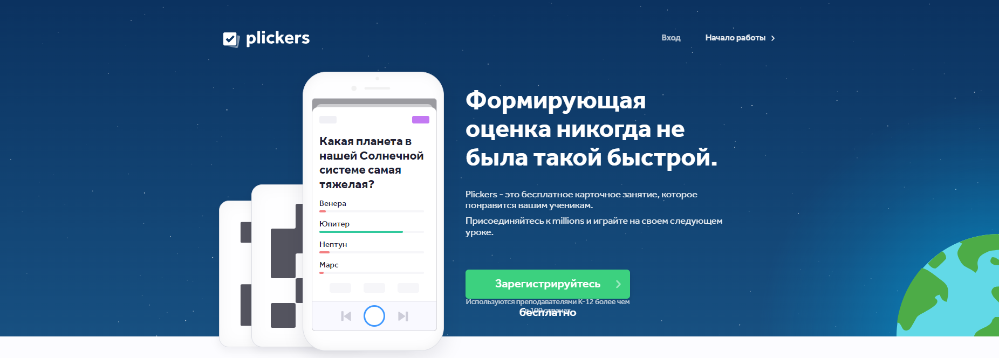 plickers
Вход
Начало работы
Какая планета в
нашей Солнечной
системе самая
тяжелая?
Венера
Юпитер
Нептун
Марс
Формирующая
оценка никогда не
была такой быстрой.
Plickers - это бесплатное карточное занятие, которое
понравится вашим ученикам.
Присоединяйтесь к millions и играйте на своем следующем
уроке.
Зарегистрируйтесь
бесплатно
Используются преподавателями K-12 более чем
в 100 странах